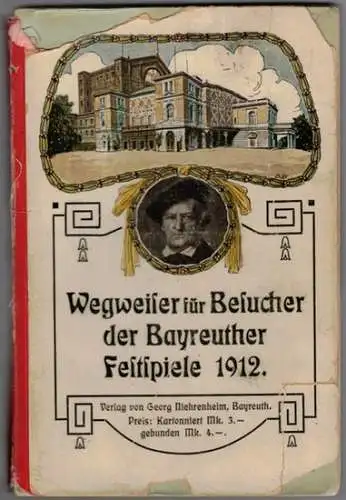 Wegweiſer für Beſucher
der Bayreuther
Feſtſpiele 1912.
Verlag von Georg Niehrenheim, Bayreuth.
Preis: Kartonniert Mk. 3.—
gebunden Mk. 4.—.